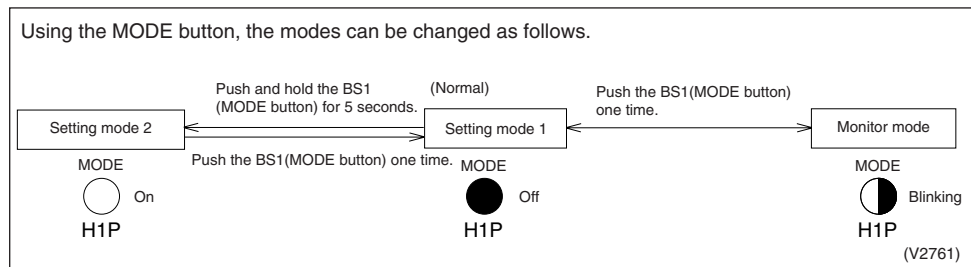 Using the MODE button, the modes can be changed as follows.
Push and hold the BS1
(MODE button) for 5 seconds.
(Normal)
Push the BS1(MODE button)
one time.
Setting mode 2
Setting mode 1
Monitor mode
Push the BS1(MODE button) one time.
MODE
On
H1P
MODE
Off
H1P
MODE
Blinking
H1P
(V2761)